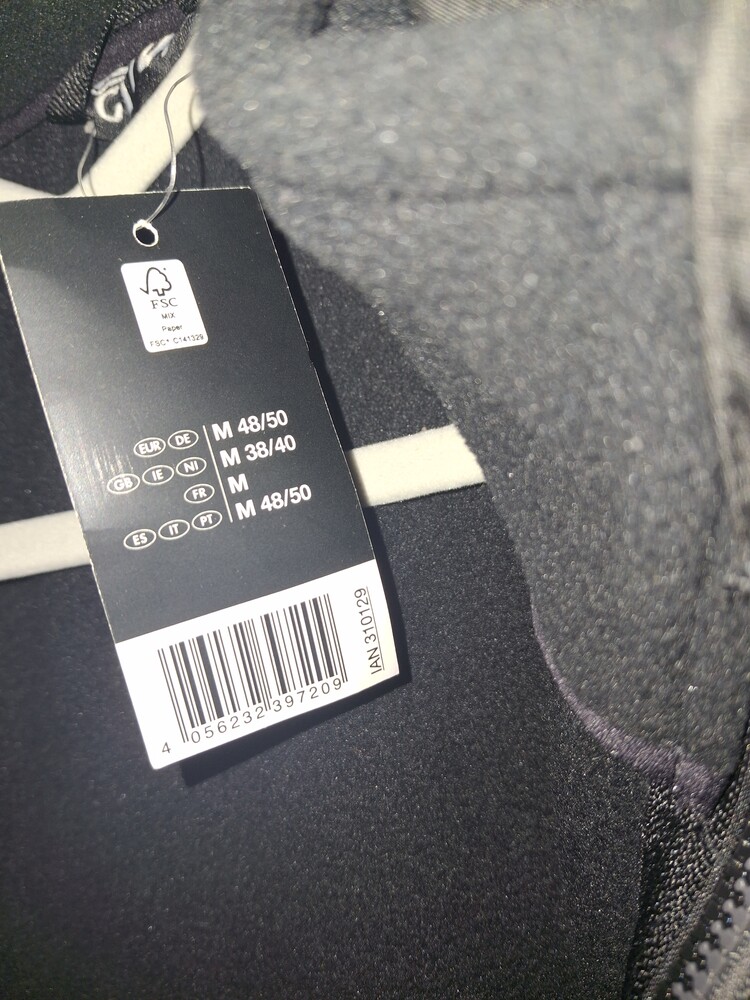 FSC
MIX
Paper
FSC® C141329
EUR DE M 48/50
GB IE NI M 38/40
FR M
ES IT PT M 48/50
IAN 310129
4 056232 397209